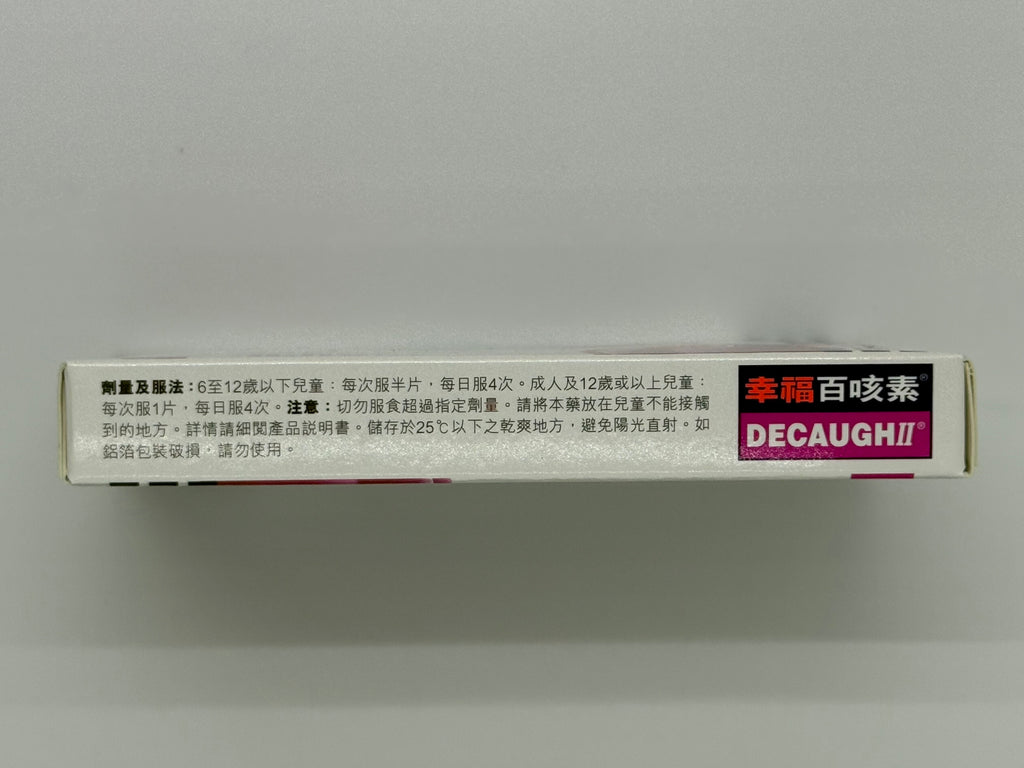 劑量及服法：6至12歲以下兒童：每次服半片，每日服4次。成人及12歲或以上兒童：
每次服1片，每日服4次。注意：切勿服食超過指定劑量。請將本藥放在兒童不能接觸
到的地方。詳情請細閱產品說明書。儲存於25℃以下之乾爽地方，避免陽光直射。如
鋁箔包裝破損，請勿使用。
幸福百咳素®
DECAUGHII®